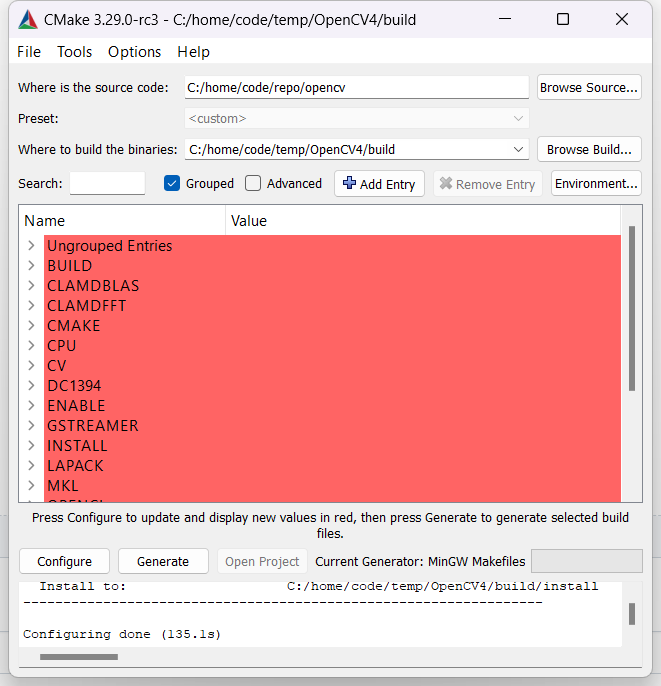 CMake 3.29.0-rc3 - C:/home/code/temp/OpenCV4/build
File Tools Options Help
Where is the source code: C:/home/code/repo/opencv Browse Source...
Preset: <custom>
Where to build the binaries: C:/home/code/temp/OpenCV4/build Browse Build...
Search: Grouped Advanced Add Entry Remove Entry Environment...
Name Value
Ungrouped Entries
BUILD
CLAMDBLAS
CLAMDFFT
CMAKE
CPU
CV
DC1394
ENABLE
GSTREAMER
INSTALL
LAPACK
MKL
Press Configure to update and display new values in red, then press Generate to generate selected build
files.
Configure Generate Open Project Current Generator: MinGW Makefiles
Install to: C:/home/code/temp/OpenCV4/build/install
-----------------------------------------------------------------
Configuring done (135.1s)